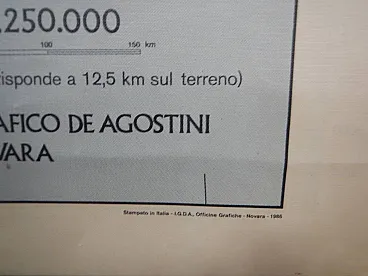 .250.000
100 150 km
risponde a 12,5 km sul terreno)
AFICO DE AGOSTINI
VARA
Stampato in Italia - I.G.D.A., Officine Grafiche - Novara - 1986